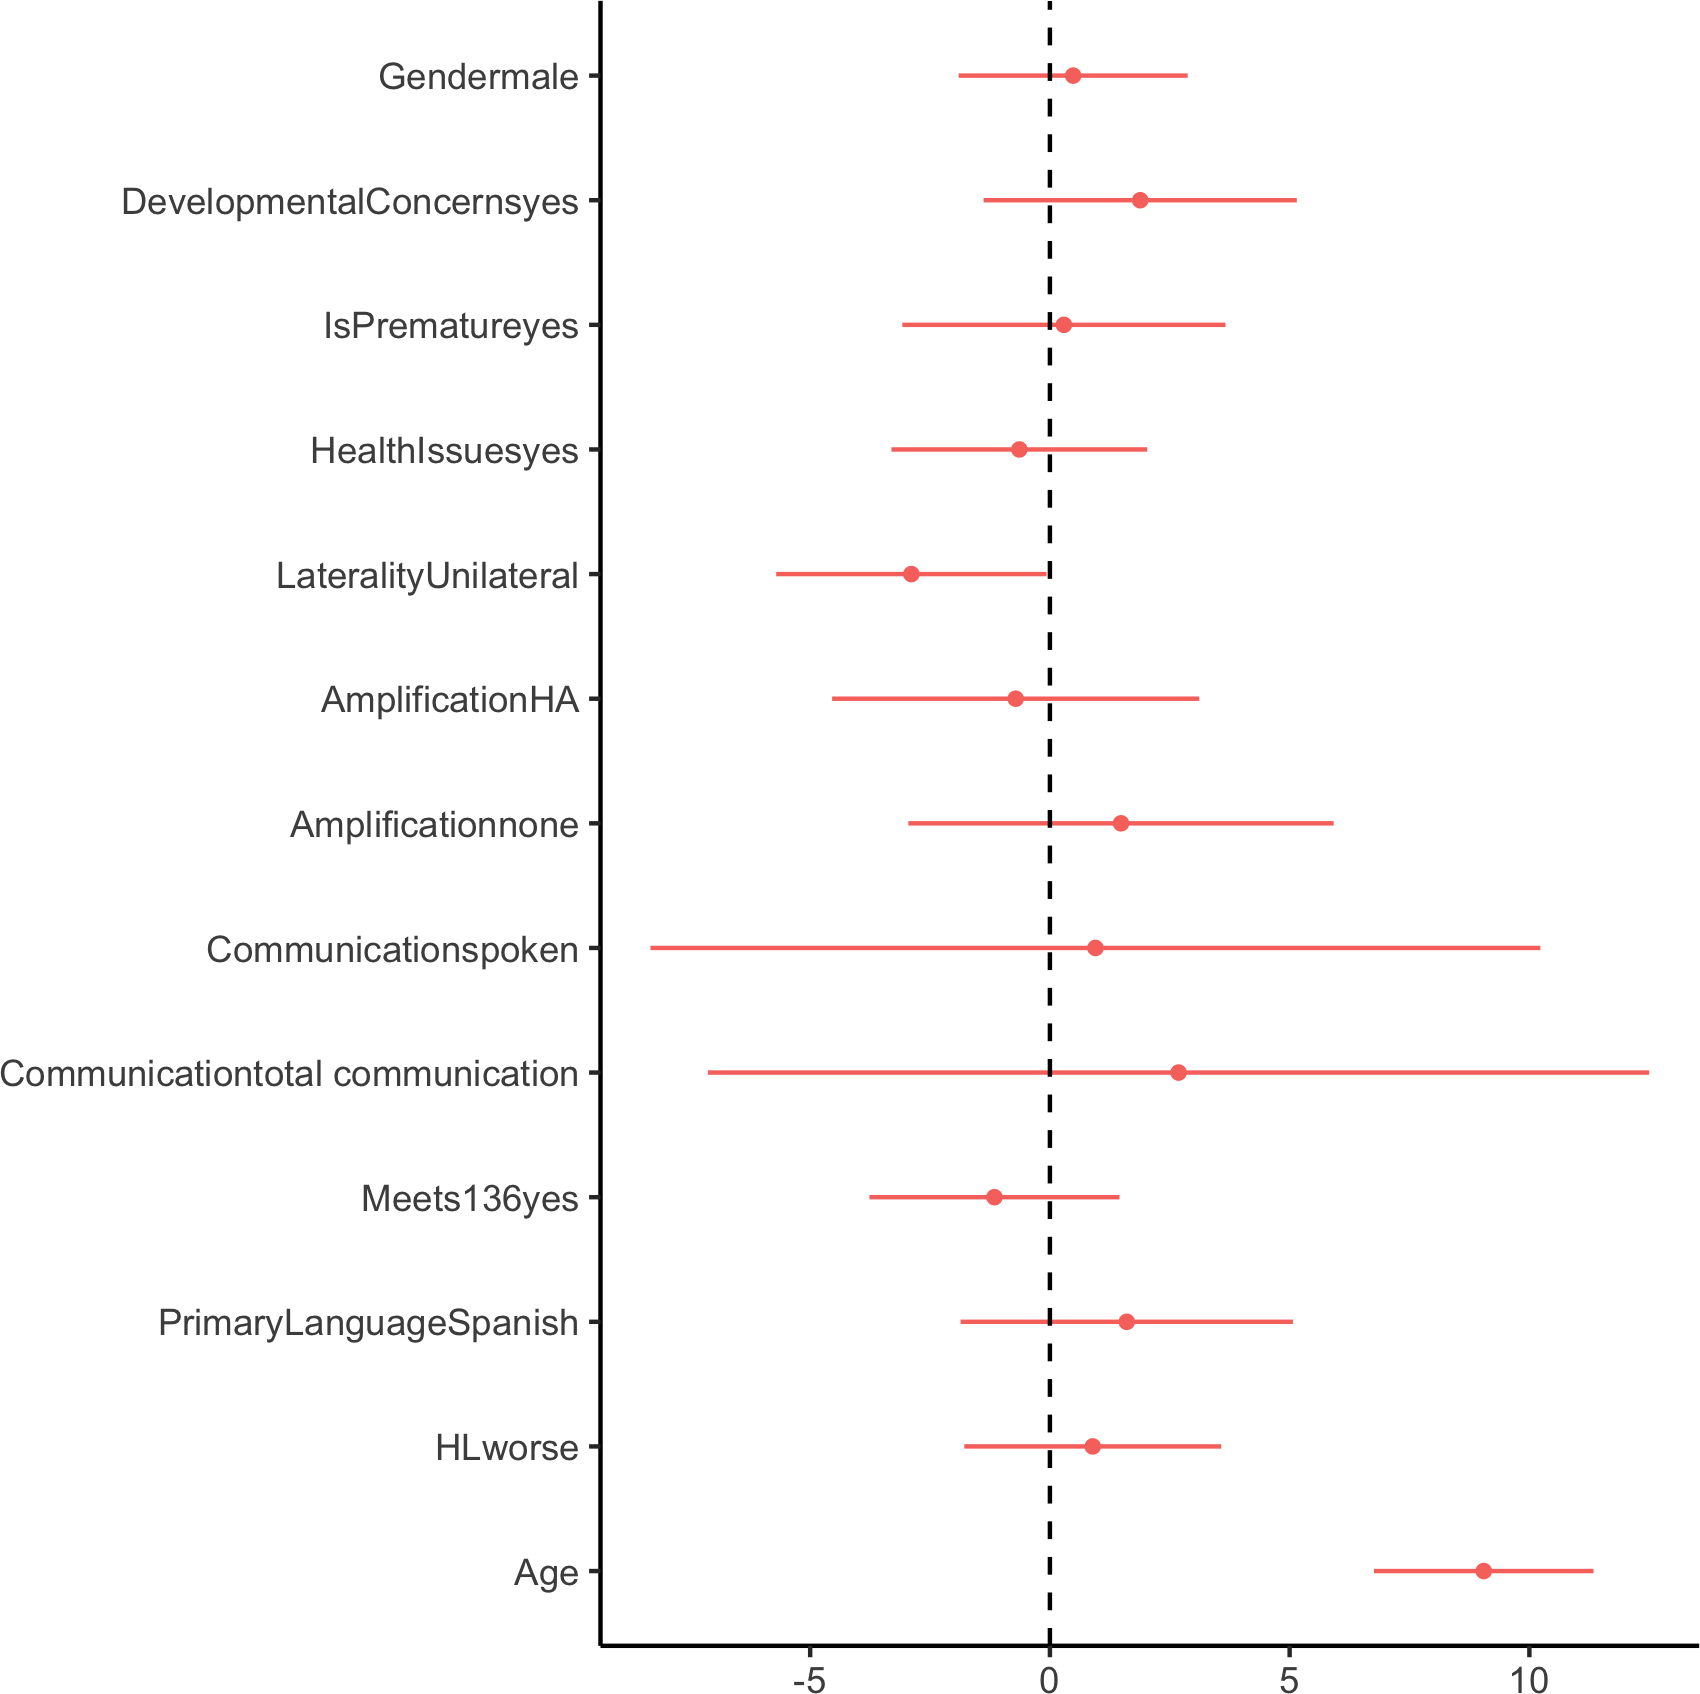 Gendermale
DevelopmentalConcernsyes
IsPrematureyes
HealthIssuesyes
LateralityUnilateral
AmplificationHA
Amplificationnone
Communicationspoken
Communicationtotal communication
Meets136yes
PrimaryLanguageSpanish
HLworse
Age
-5 0 5 10